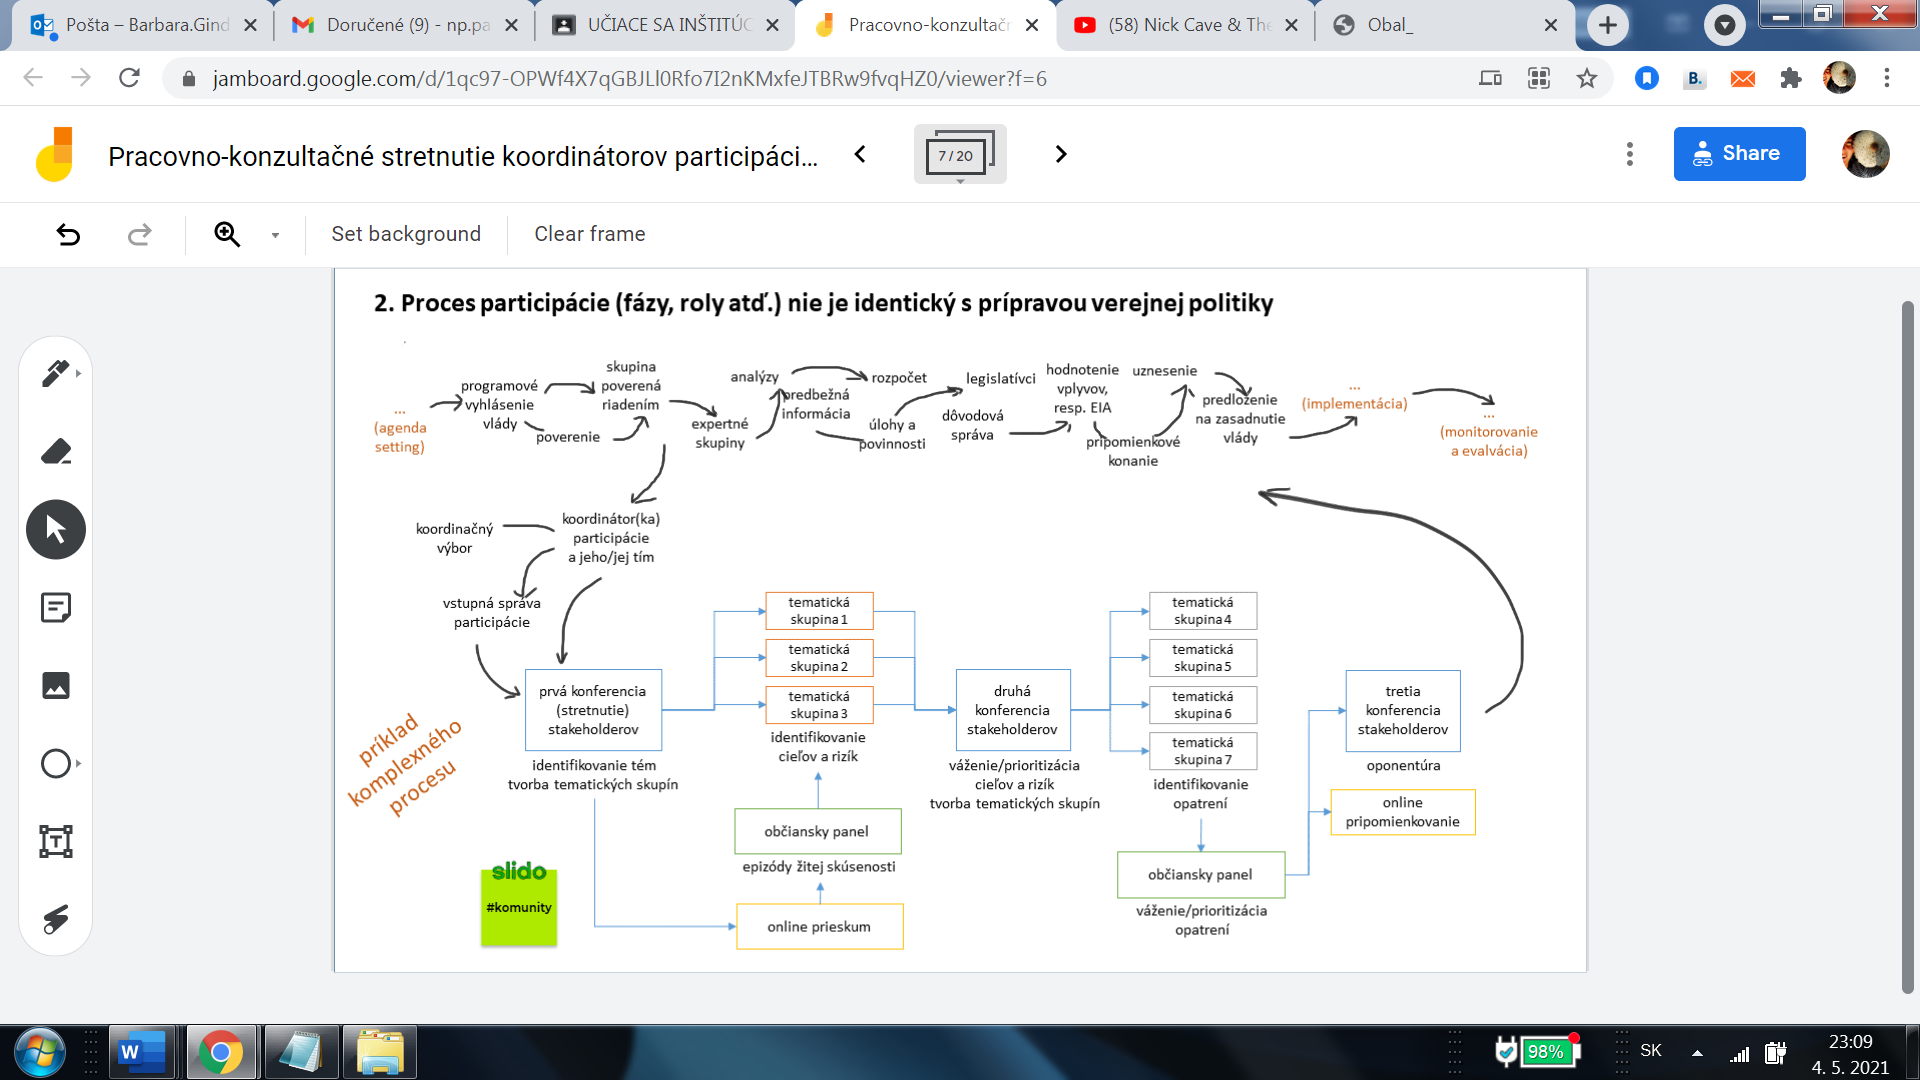 Pošta – Barbara.Gind
Doručené (9) - np.pa
UČIACE SA INŠTITÚC
Pracovno-konzultačn
(58) Nick Cave & The
Obal_
jamboard.google.com/d/1qc97-OPWf4X7qGBJLl0Rfo7I2nKMxfeJTBRw9fvqHZ0/viewer?f=6
B.
Pracovno-konzultačné stretnutie koordinátorov participáci...
7 / 20
Share
Set background
Clear frame
2. Proces participácie (fázy, roly atď.) nie je identický s prípravou verejnej politiky
...
(agenda
setting)
programové
vyhlásenie
vlády
poverenie
skupina
poverená
riadením
expertné
skupiny
analýzy
predbežná
informácia
rozpočet
úlohy a
povinnosti
legislatívci
dôvodová
správa
hodnotenie
vplyvov,
resp. EIA
pripomienkové
konanie
uznesenie
predloženie
na zasadnutie
vlády
...
(implementácia)
...
(monitorovanie
a evalvácia)
koordinačný
výbor
koordinátor(ka)
participácie
a jeho/jej tím
vstupná správa
participácie
príklad
komplexného
procesu
prvá konferencia
(stretnutie)
stakeholderov
identifikovanie tém
tvorba tematických skupín
tematická
skupina 1
tematická
skupina 2
tematická
skupina 3
identifikovanie
cieľov a rizík
občiansky panel
epizódy žitej skúsenosti
online prieskum
druhá
konferencia
stakeholderov
váženie/prioritizácia
cieľov a rizík
tvorba tematických skupín
tematická
skupina 4
tematická
skupina 5
tematická
skupina 6
tematická
skupina 7
identifikovanie
opatrení
občiansky panel
váženie/prioritizácia
opatrení
tretia
konferencia
stakeholderov
oponentúra
online
pripomienkovanie
slido
#komunity
98%
SK
23:09
4. 5. 2021